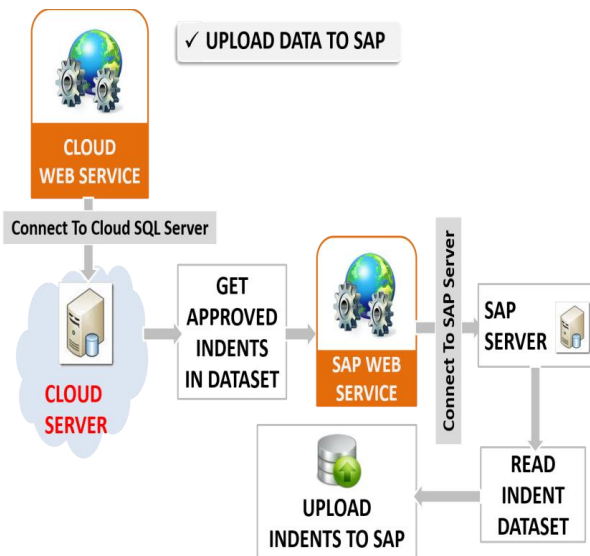 ✓ UPLOAD DATA TO SAP
CLOUD
WEB SERVICE
Connect To Cloud SQL Server
CLOUD
SERVER
GET
APPROVED
INDENTS
IN DATASET
SAP WEB
SERVICE
Connect To SAP Server
SAP
SERVER
READ
INDENT
DATASET
UPLOAD
INDENTS TO SAP